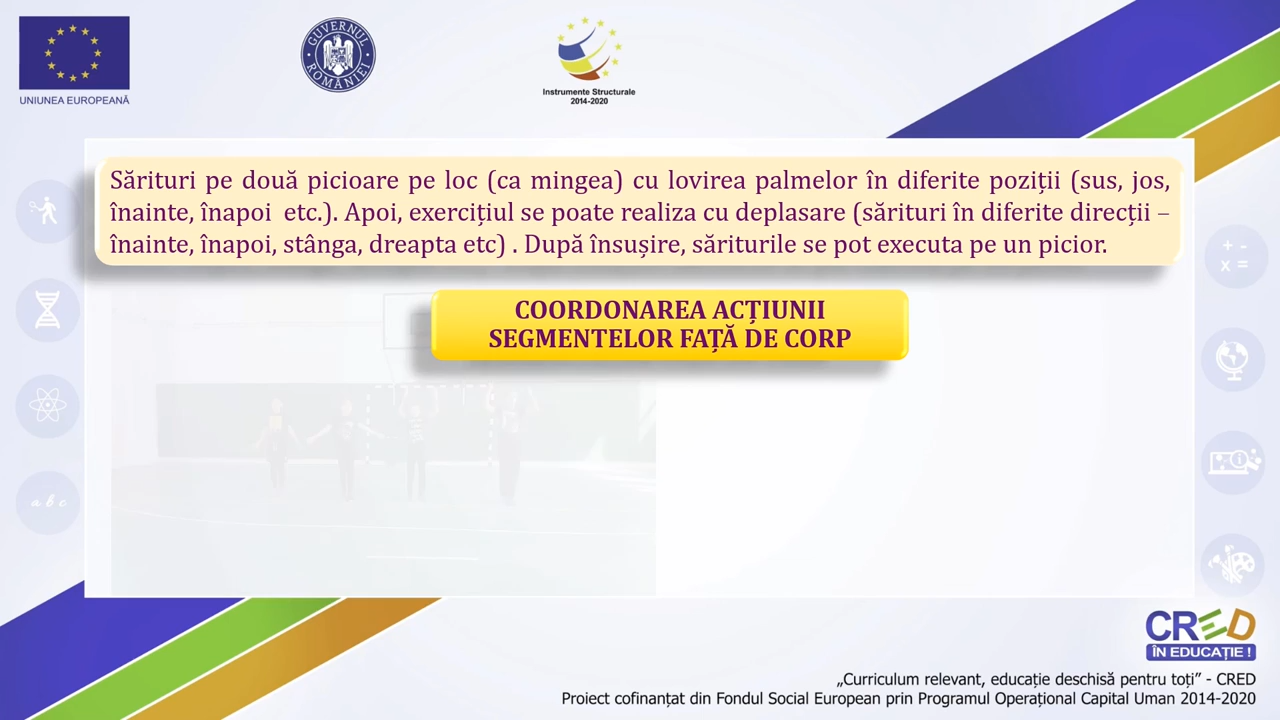 UNIUNEA EUROPEANĂ
GUVERNUL ROMÂNIEI
Instrumente Structurale
2014-2020
Sărituri pe două picioare pe loc (ca mingea) cu lovirea palmelor în diferite poziții (sus, jos,
înainte, înapoi etc.). Apoi, exercițiul se poate realiza cu deplasare (sărituri în diferite direcții –
înainte, înapoi, stânga, dreapta etc) . După însușire, săriturile se pot executa pe un picior.
COORDONAREA ACȚIUNII
SEGMENTELOR FAȚĂ DE CORP
+ -
x =
a b c
CRED
ÎN EDUCAȚIE !
„Curriculum relevant, educație deschisă pentru toți” - CRED
Proiect cofinanțat din Fondul Social European prin Programul Operațional Capital Uman 2014-2020